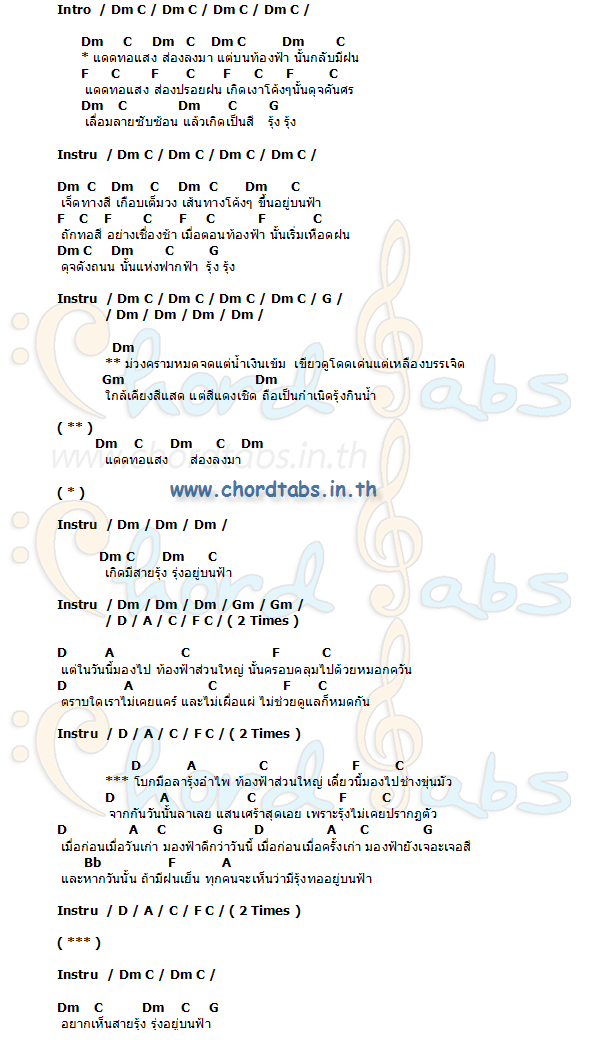 Intro / Dm C / Dm C / Dm C / Dm C /
Dm C Dm C Dm C Dm C
* แดดทอแสง ส่องลงมา แต่บนท้องฟ้า นั้นกลับมีฝน
F C F C F C F C
แดดทอแสง ส่องปรอยฝน เกิดเงาโค้งๆนั้นดุจคันศร
Dm C Dm C G
เลื่อมลายซับซ้อน แล้วเกิดเป็นสี รุ้ง รุ้ง
Instru / Dm C / Dm C / Dm C / Dm C /
Dm C Dm C Dm C Dm C
เจ็ดทางสี เกือบเต็มวง เส้นทางโค้งๆ ขึ้นอยู่บนฟ้า
F C F C F C F C
ถักทอสี อย่างเชื่องช้า เมื่อตอนท้องฟ้า นั้นเริ่มเหือดฝน
Dm C Dm C G
ดุจดังถนน นั้นแห่งฟากฟ้า รุ้ง รุ้ง
Instru / Dm C / Dm C / Dm C / Dm C / G /
/ Dm / Dm / Dm / Dm /
Dm
** ม่วงครามหมดจดแต่น้ำเงินเข้ม เขียวดูโดดเด่นแต่เหลืองบรรเจิด
Gm Dm
ใกล้เคียงสีแสด แต่สีแดงเชิด ถือเป็นกำเนิดรุ้งกินน้ำ
( ** )
Dm C Dm C Dm
แดดทอแสง ส่องลงมา
www.chordtabs.in.th
( * )
www.chordtabs.in.th
Instru / Dm / Dm / Dm /
Dm C Dm C
เกิดมีสายรุ้ง รุ่งอยู่บนฟ้า
Instru / Dm / Dm / Dm / Gm / Gm /
/ D / A / C / F C / ( 2 Times )
D A C F C
แต่ในวันนี้มองไป ท้องฟ้าส่วนใหญ่ นั้นครอบคลุมไปด้วยหมอกควัน
D A C F C
ตราบใดเราไม่เคยแคร์ และไม่เผื่อแผ่ ไม่ช่วยดูแลก็หมดกัน
Instru / D / A / C / F C / ( 2 Times )
D A C F C
*** โบกมือลารุ้งอำไพ ท้องฟ้าส่วนใหญ่ เดี๋ยวนี้มองไปช่างขุ่นมัว
D A C F C
จากกันวันนั้นลาเลย แสนเศร้าสุดเอย เพราะรุ้งไม่เคยปรากฏตัว
D A C G D A C G
เมื่อก่อนเมื่อวันเก่า มองฟ้าดีกว่าวันนี้ เมื่อก่อนเมื่อครั้งเก่า มองฟ้ายังเจอะเจอสี
Bb F A
และหากวันนั้น ถ้ามีฝนเย็น ทุกคนจะเห็นว่ามีรุ้งทออยู่บนฟ้า
Instru / D / A / C / F C / ( 2 Times )
( *** )
Instru / Dm C / Dm C /
Dm C Dm C G
อยากเห็นสายรุ้ง รุ่งอยู่บนฟ้า